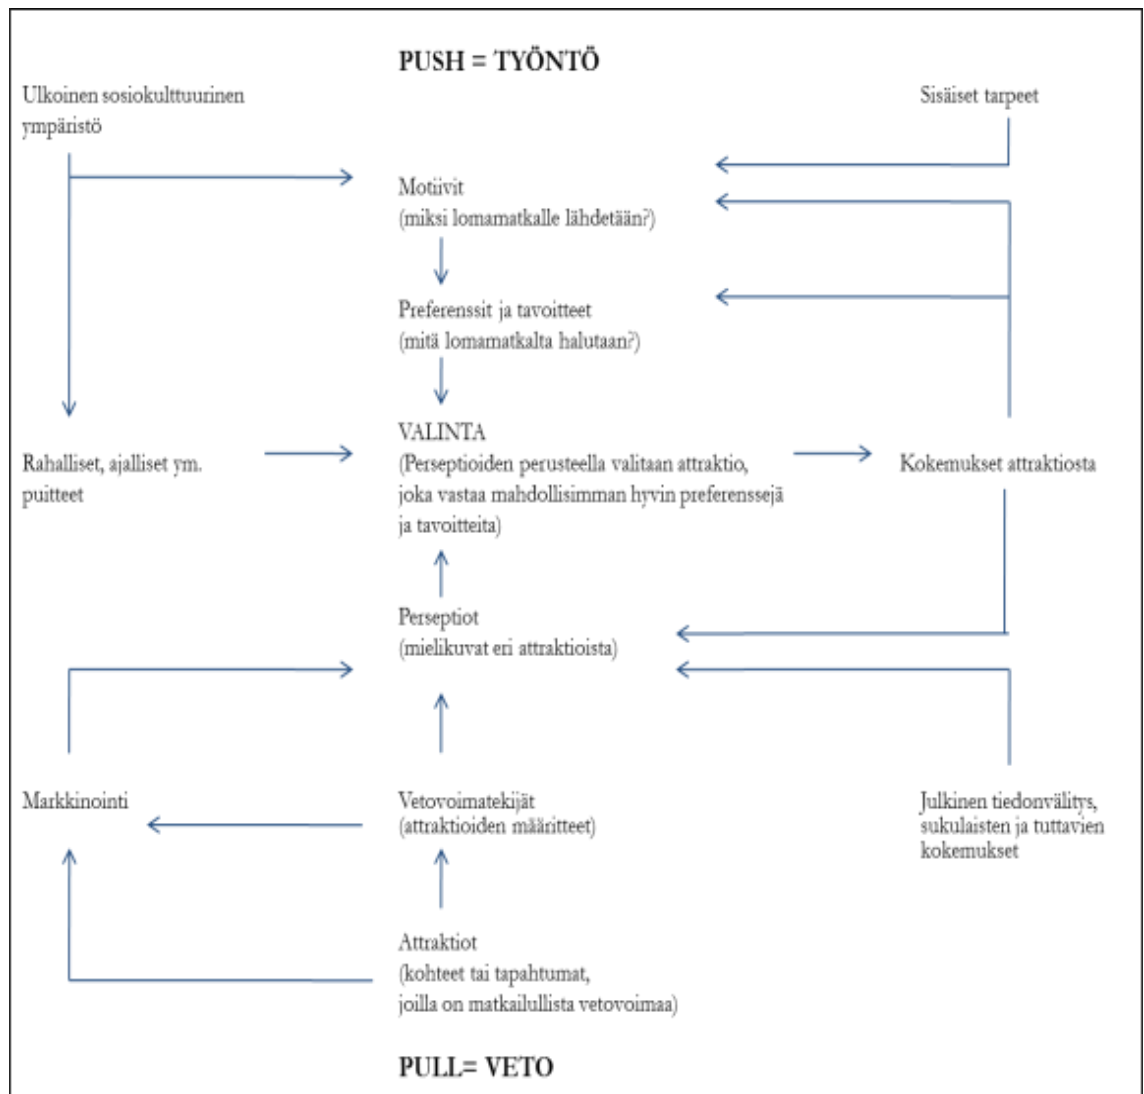 PUSH = TYÖNTÖ
Ulkoinen sosiokulttuurinen
ympäristö
Sisäiset tarpeet
Motiivit
(miksi lomamatkalle lähdetään?)
Preferenssit ja tavoitteet
(mitä lomamatkalta halutaan?)
Rahalliset, ajalliset ym.
puitteet
VALINTA
(Perseptioiden perusteella valitaan attraktio,
joka vastaa mahdollisimman hyvin preferenssejä
ja tavoitteita)
Kokemukset attraktiosta
Perseptiot
(mielikuvat eri attraktioista)
Markkinointi
Vetovoimatekijät
(attraktioiden määritteet)
Julkinen tiedonvälitys,
sukulaisten ja tuttavien
kokemukset
Attraktiot
(kohteet tai tapahtumat,
joilla on matkailullista vetovoimaa)
PULL= VETO